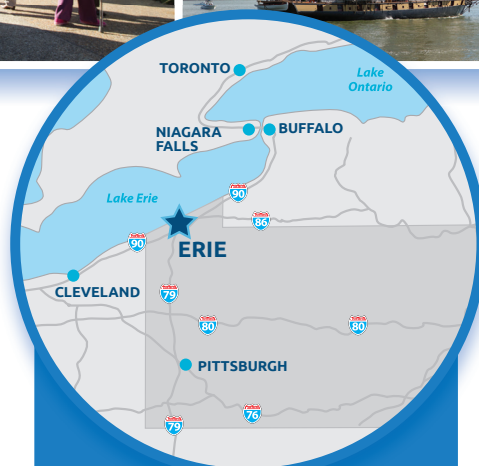 TORONTO
Lake
Ontario
NIAGARA
FALLS
BUFFALO
Lake Erie
90
86
ERIE
90
CLEVELAND
79
80
80
PITTSBURGH
76
79